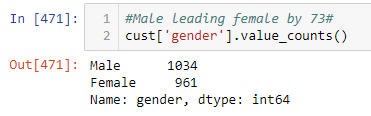 In [471]: 1 #Male leading female by 73#
2 cust['gender'].value_counts()
Out[471]: Male 1034
Female 961
Name: gender, dtype: int64